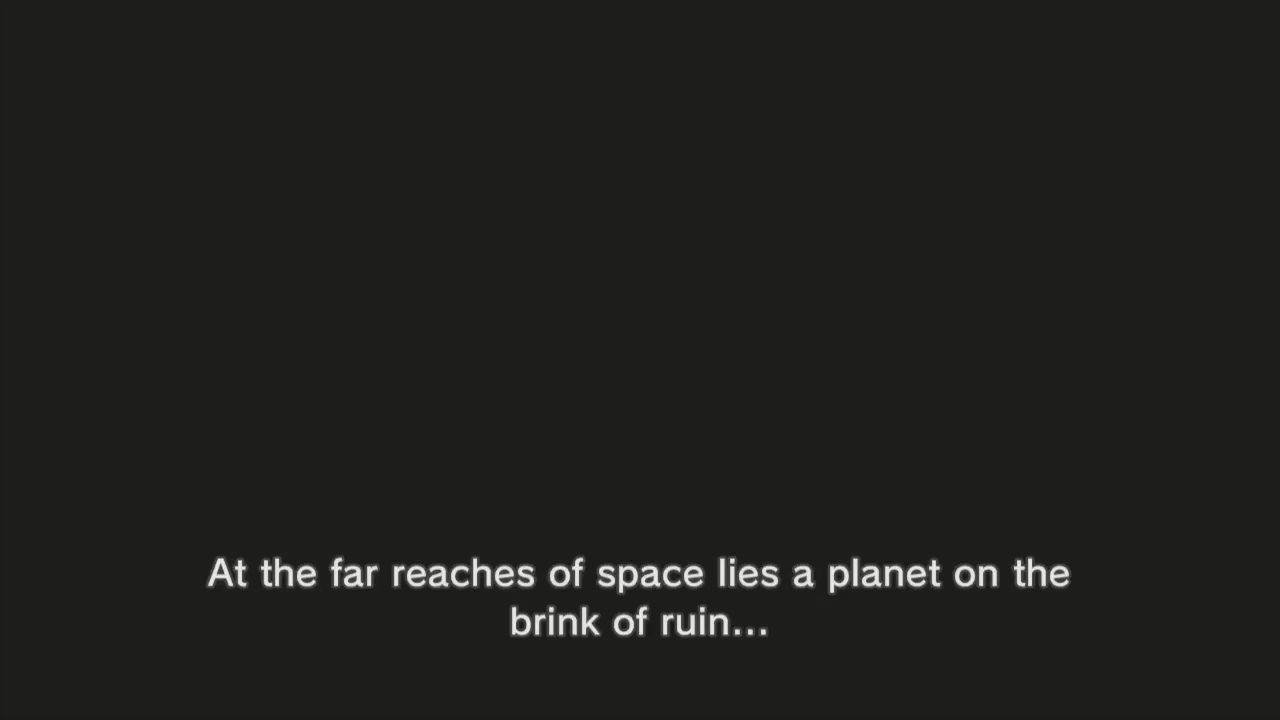 At the far reaches of space lies a planet on the
brink of ruin...